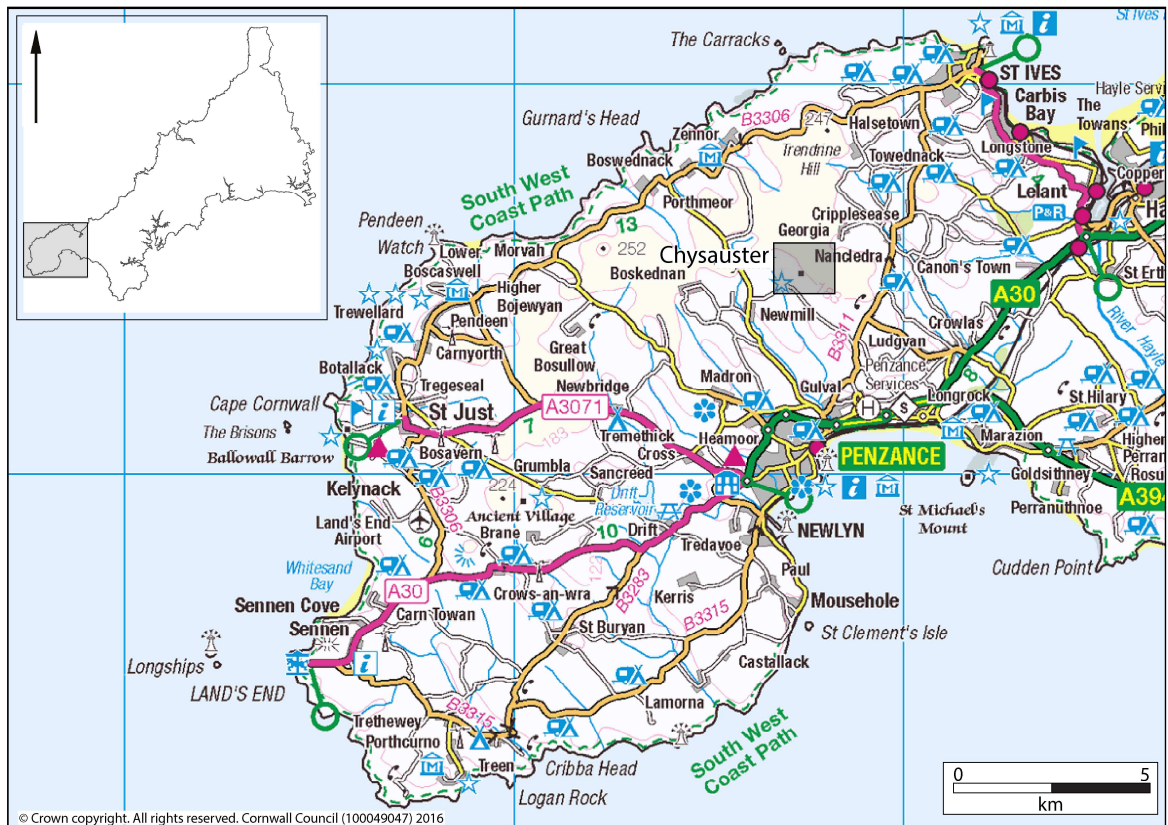 St Ives
The Carracks
ST IVES
Hayle Servi
Carbis
Bay
The
Towans
Phil
Gurnard's Head
B3306
247
Halsetown
Zennor
Trendrine
Hill
Longstone
Boswednack
Towednack
4
Copper
South West
Coast Path
Lelant
Ha
Porthmeor
Cripplesease
P&R
Pendeen
Watch
13
Georgia
Lower
Boscaswell
Morvah
252
Chysauster
Nancledra
Boskednan
Canon's Town
St Erth
Higher
Bojewyan
A30
Trewellard
Newmill
River Hayle
Pendeen
B3311
Crowlas
Carnyorth
Great
Bosullow
Ludgvan
Botallack
Penzance
Services
8
Tregeseal
Newbridge
Madron
Gulval
Cape Cornwall
A3071
H
S
Longrock
St Hilary
St Just
The Brisons
7
183
Tremethick
Cross
Heamoor
Marazion
Higher
Perran
Ballowall Barrow
Bosavern
PENZANCE
Grumbla
Sancreed
Goldsithney
Rosu
Kelynack
224
Drift
Reservoir
A394
B3306
Ancient Village
St Michael's
Mount
Perranuthnoe
Land's End
Airport
Brane
10
Drift
NEWLYN
6
Tredavoe
Whitesand
Bay
Paul
Cudden Point
A30
Crows-an-wra
B3283
Kerris
Sennen Cove
Carn Towan
B3315
Mousehole
Sennen
St Buryan
St Clement's Isle
Longships
Castallack
LAND'S END
Lamorna
B3315
Trethewey
Porthcurno
South West
Coast Path
Treen
Cribba Head
Logan Rock
0 5
km
© Crown copyright. All rights reserved. Cornwall Council (100049047) 2016